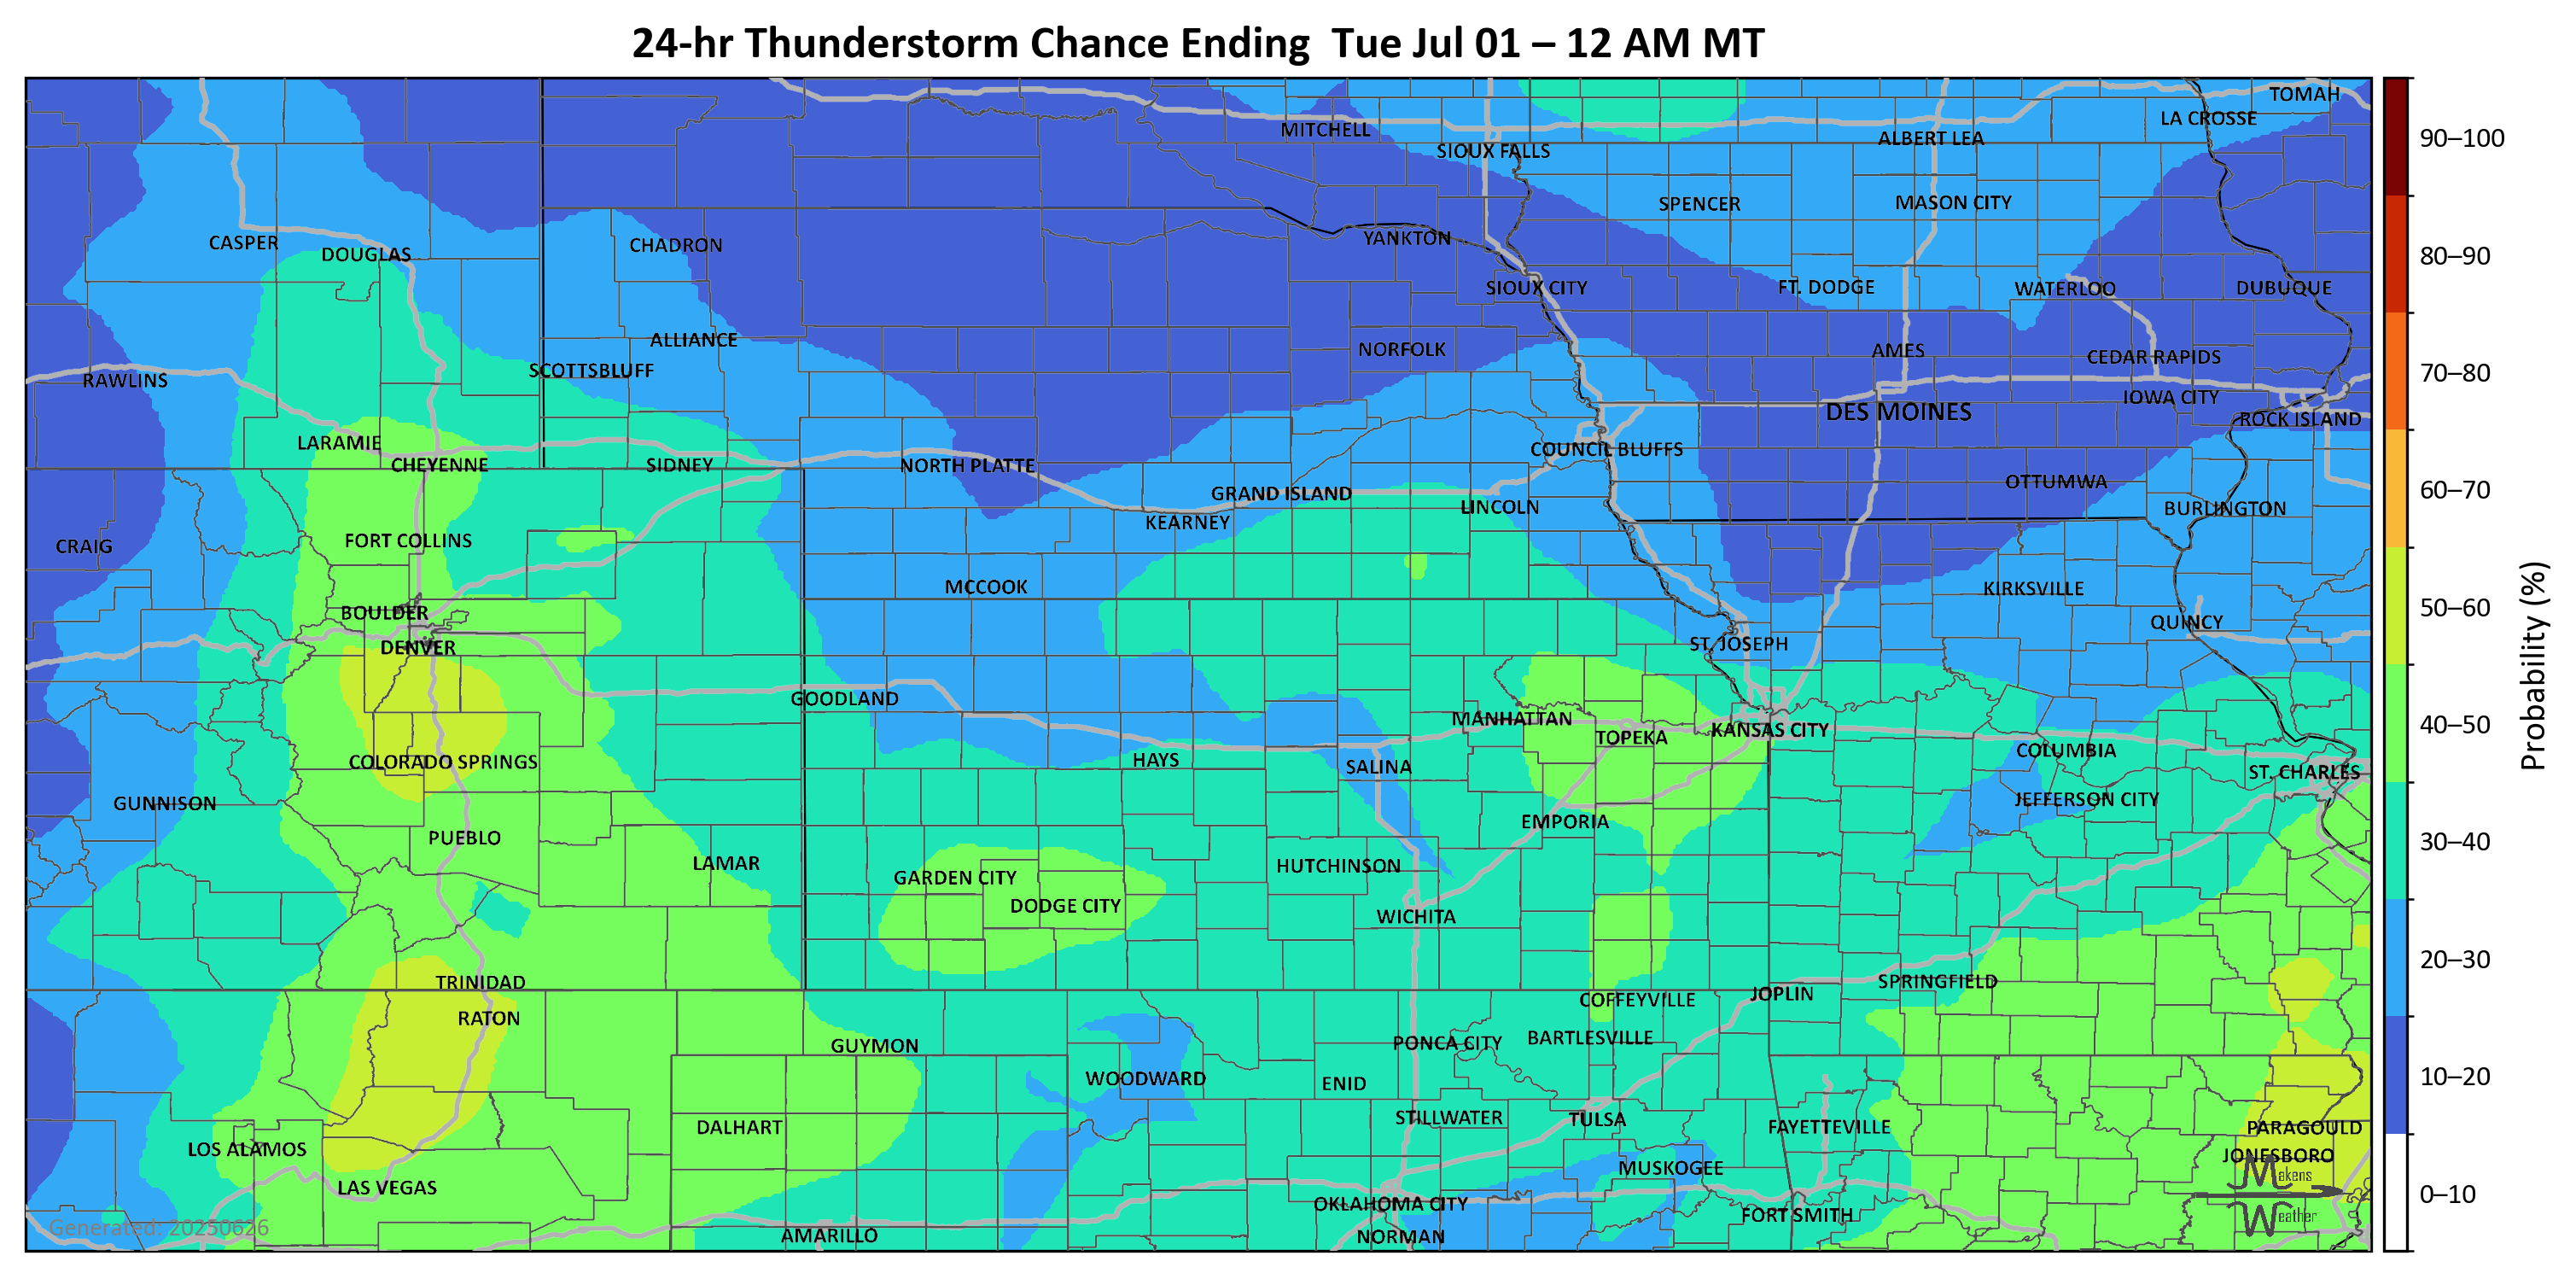 24-hr Thunderstorm Chance Ending  Tue Jul 01 – 12 AM MT
TOMAH
LA CROSSE
MITCHELL
ALBERT LEA
SIOUX FALLS
SPENCER
MASON CITY
CASPER
DOUGLAS
CHADRON
YANKTON
SIOUX CITY
FT. DODGE
WATERLOO
DUBUQUE
ALLIANCE
NORFOLK
AMES
CEDAR RAPIDS
RAWLINS
SCOTTSBLUFF
IOWA CITY
DES MOINES
ROCK ISLAND
LARAMIE
COUNCIL BLUFFS
CHEYENNE
SIDNEY
NORTH PLATTE
OTTUMWA
GRAND ISLAND
LINCOLN
BURLINGTON
KEARNEY
CRAIG
FORT COLLINS
MCCOOK
KIRKSVILLE
BOULDER
QUINCY
DENVER
ST. JOSEPH
GOODLAND
MANHATTAN
TOPEKA
KANSAS CITY
COLUMBIA
COLORADO SPRINGS
HAYS
SALINA
ST. CHARLES
GUNNISON
JEFFERSON CITY
EMPORIA
PUEBLO
LAMAR
HUTCHINSON
GARDEN CITY
DODGE CITY
WICHITA
TRINIDAD
SPRINGFIELD
JOPLIN
COFFEYVILLE
RATON
BARTLESVILLE
PONCA CITY
GUYMON
WOODWARD
ENID
STILLWATER
TULSA
DALHART
FAYETTEVILLE
PARAGOULD
LOS ALAMOS
JONESBORO
MUSKOGEE
LAS VEGAS
OKLAHOMA CITY
FORT SMITH
AMARILLO
NORMAN
Generated: 20250626
Makens
Weather
90–100
80–90
70–80
60–70
50–60
40–50
30–40
20–30
10–20
0–10
Probability (%)